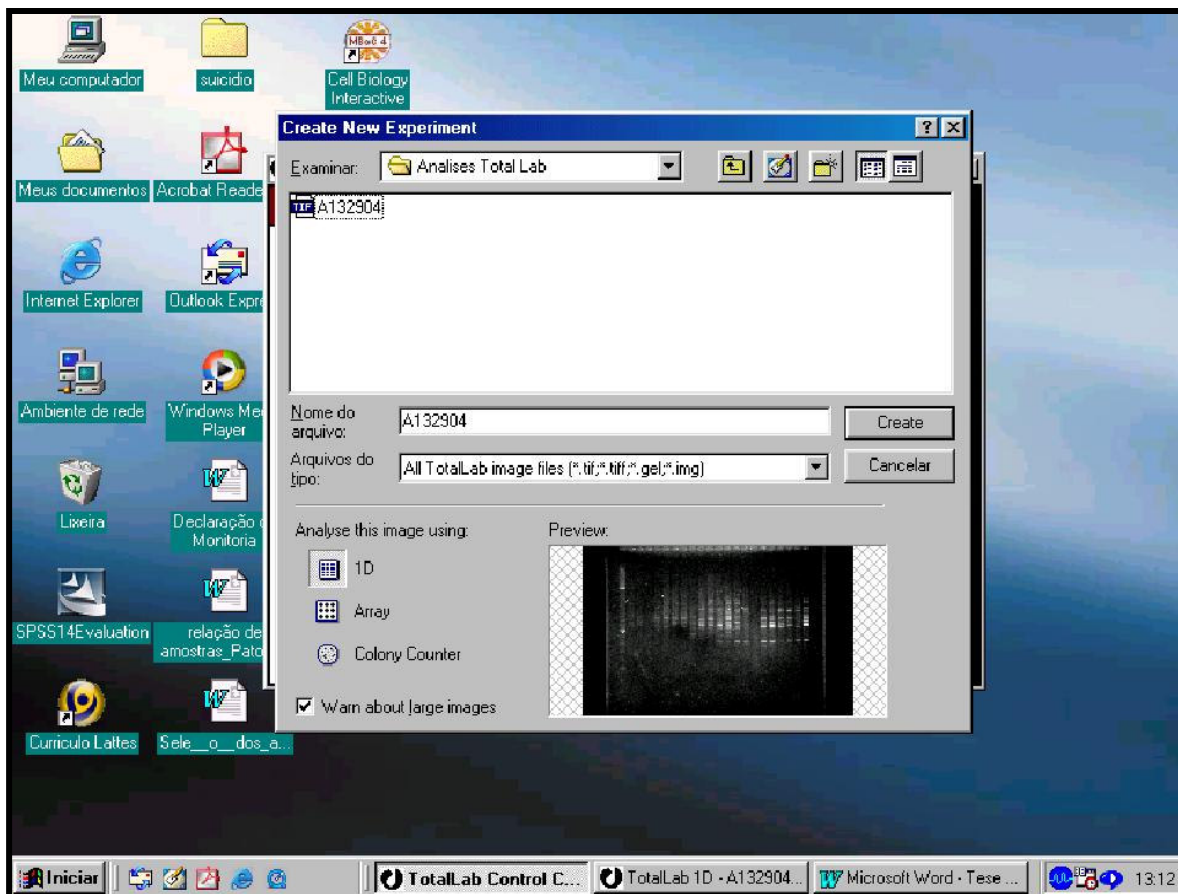 Meu computador
suicidio
MBoC 4
Cell Biology
Interactive
Meus documentos
Acrobat Reade
Internet Explorer
Outlook Expre
Ambiente de rede
Windows Me
Player
Lixeira
Declaração
Monitoria
SPSS14Evaluation
relação de
amostras_Pato
Curriculo Lattes
Sele__o__dos_a...
Create New Experiment
Examinar:
Analises Total Lab
TIF
A132904
Nome do
arquivo:
A132904
Create
Arquivos do
tipo:
All TotalLab image files (*.tif;*.tiff;*.gel;*.img)
Cancelar
Analyse this image using:
Preview:
1D
Array
Colony Counter
Warn about large images
Iniciar
TotalLab Control C...
TotalLab 1D - A132904...
Microsoft Word - Tese ...
13:12